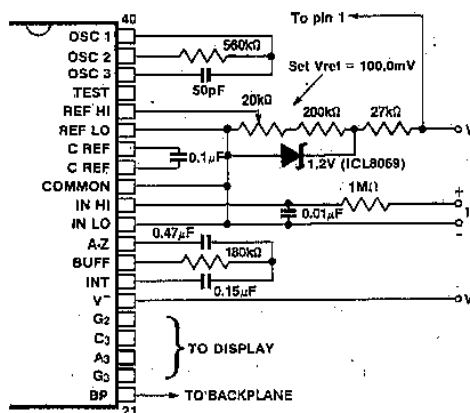 40
To pin 1
OSC 1
OSC 2
560kΩ
OSC 3
50pF
Set Vref = 100,0mV
TEST
REF HI
20kΩ
200kΩ
27kΩ
REF LO
V
C REF
0.1µF
1,2V (ICL8069)
C REF
COMMON
1MΩ
+
IN HI
0.01µF
IN LO
-
0.47µF
A-Z
BUFF
180kΩ
INT
0.15µF
V-
V
G2
C3
TO DISPLAY
A3
G3
BP
TO BACKPLANE
21